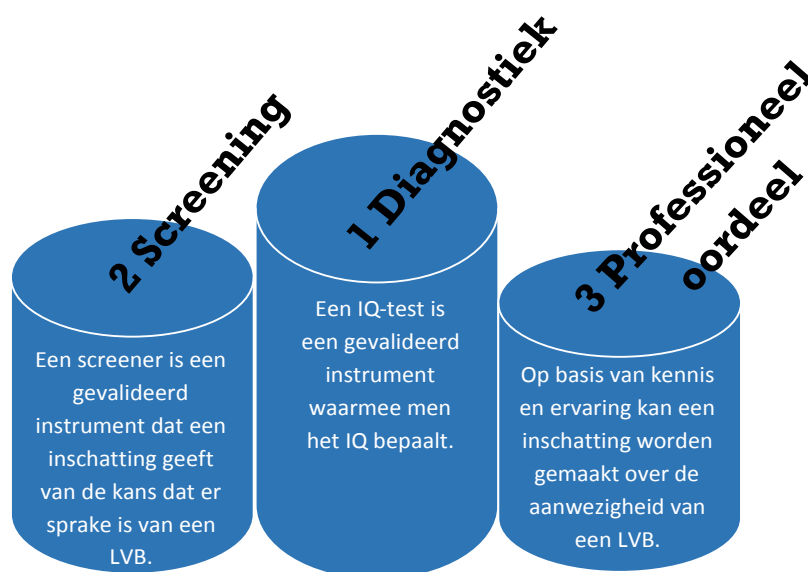 2 Screening
Een screener is een
gevalideerd
instrument dat een
inschatting geeft
van de kans dat er
sprake is van een
LVB.
1 Diagnostiek
Een IQ-test is
een gevalideerd
instrument
waarmee men
het IQ bepaalt.
3 Professioneel
oordeel
Op basis van kennis
en ervaring kan een
inschatting worden
gemaakt over de
aanwezigheid van
een LVB.